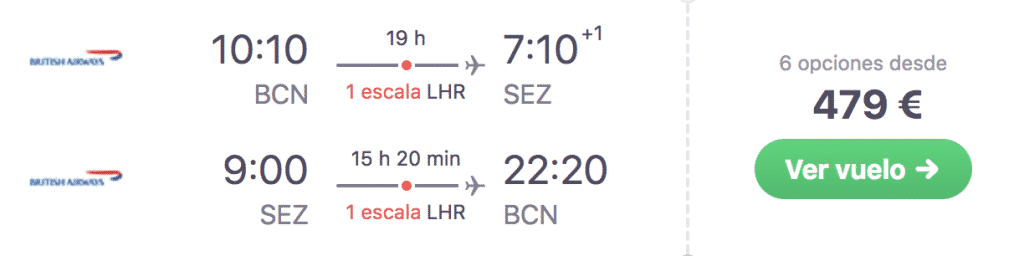 BRITISH AIRWAYS
10:10
19 h
7:10+1
BCN
1 escala LHR
SEZ
BRITISH AIRWAYS
9:00
15 h 20 min
22:20
SEZ
1 escala LHR
BCN
6 opciones desde
479 €
Ver vuelo →